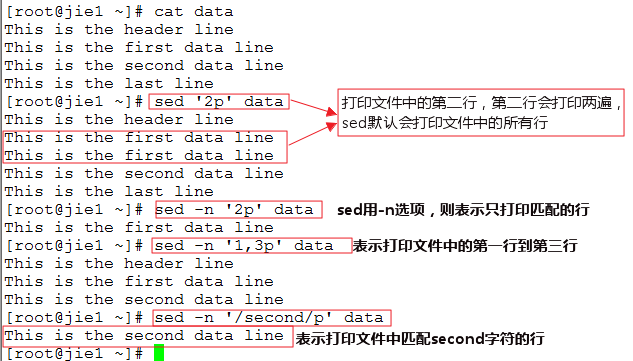 [root@jie1 ~]# cat data
This is the header line
This is the first data line
This is the second data line
This is the last line
[root@jie1 ~]# sed '2p' data
打印文件中的第二行，第二行会打印两遍，
This is the header line
sed默认会打印文件中的所有行
This is the first data line
This is the first data line
This is the second data line
This is the last line
[root@jie1 ~]# sed -n '2p' data sed用-n选项，则表示只打印匹配的行
This is the first data line
[root@jie1 ~]# sed -n '1,3p' data 表示打印文件中的第一行到第三行
This is the header line
This is the first data line
This is the second data line
[root@jie1 ~]# sed -n '/second/p' data
This is the second data line 表示打印文件中匹配second字符的行
[root@jie1 ~]#